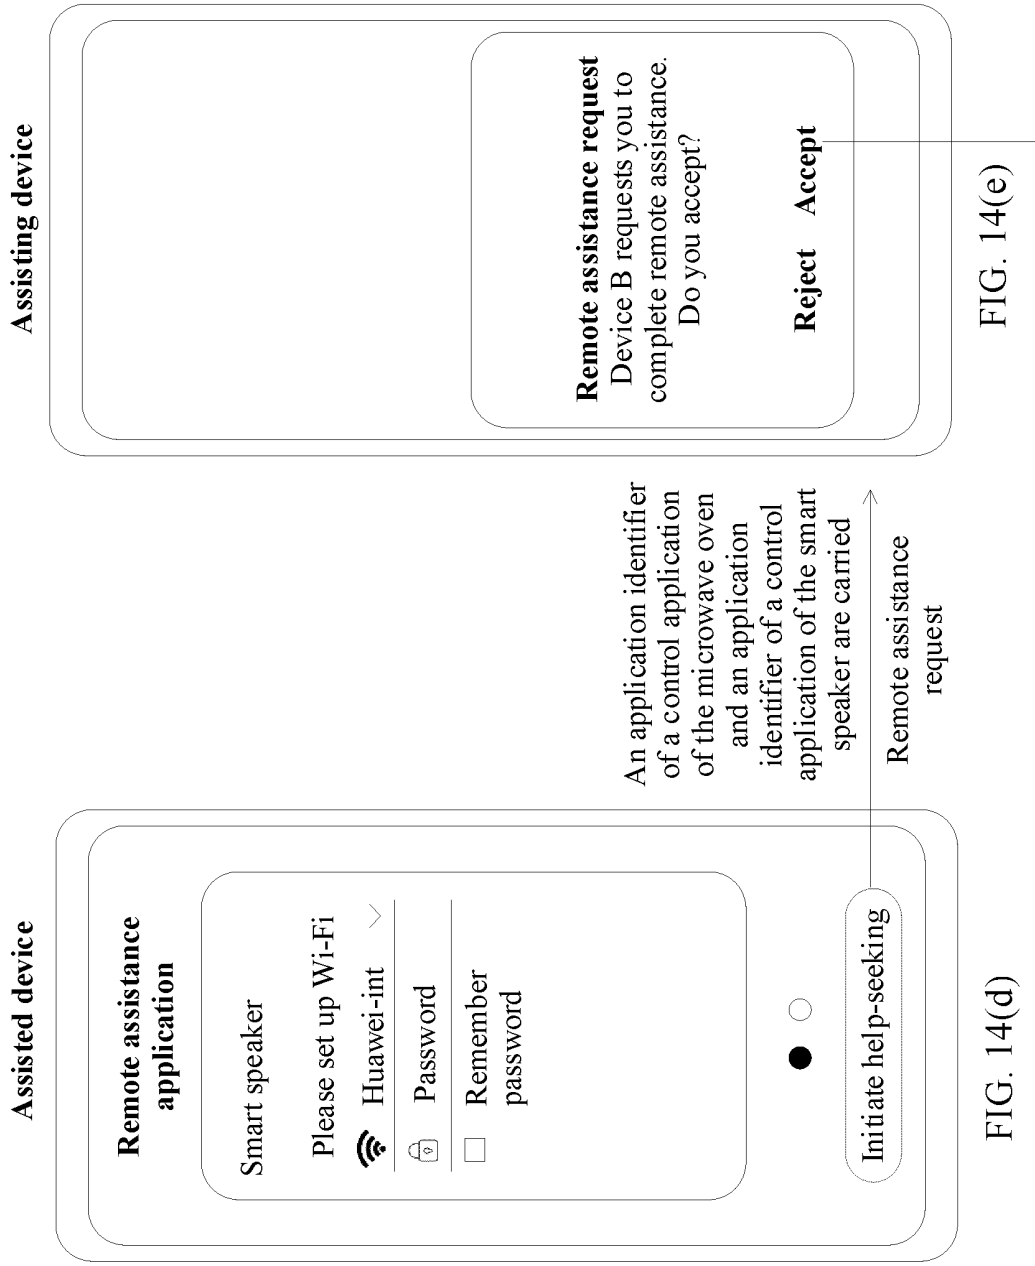 Assisted device
Remote assistance
application
Smart speaker
Please set up Wi-Fi
Huawei-int
Password
Remember
password
Initiate help-seeking
FIG. 14(d)
An application identifier
of a control application
of the microwave oven
and an application
identifier of a control
application of the smart
speaker are carried
Remote assistance
request
Assisting device
Remote assistance request
Device B requests you to
complete remote assistance.
Do you accept?
Reject Accept
FIG. 14(e)